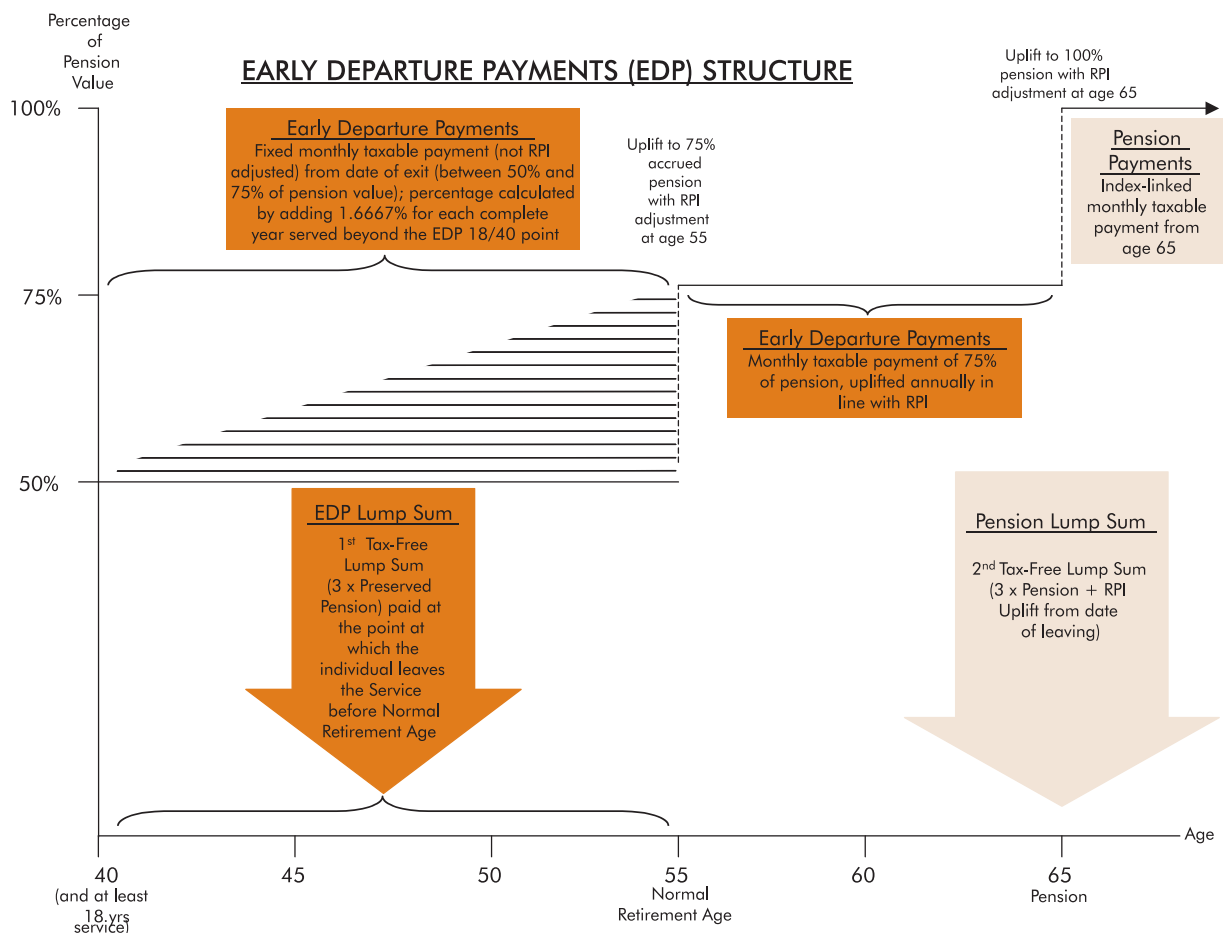 Percentage
of
Pension
Value
EARLY DEPARTURE PAYMENTS (EDP) STRUCTURE
Uplift to 100%
pension with RPI
adjustment at age 65
100%
Early Departure Payments
Fixed monthly taxable payment (not RPI
adjusted) from date of exit (between 50% and
75% of pension value); percentage calculated
by adding 1.6667% for each complete
year served beyond the EDP 18/40 point
Uplift to 75%
accrued
pension
with RPI
adjustment
at age 55
Pension
Payments
Index-linked
monthly taxable
payment from
age 65
75%
Early Departure Payments
Monthly taxable payment of 75%
of pension, uplifted annually in
line with RPI
50%
EDP Lump Sum
1st Tax-Free
Lump Sum
(3 x Preserved
Pension) paid at
the point at
which the
individual leaves
the Service
before Normal
Retirement Age
Pension Lump Sum
2nd Tax-Free Lump Sum
(3 x Pension + RPI
Uplift from date
of leaving)
Age
40
45
50
55
60
65
(and at least
18.yrs
service)
Normal
Retirement Age
Pension